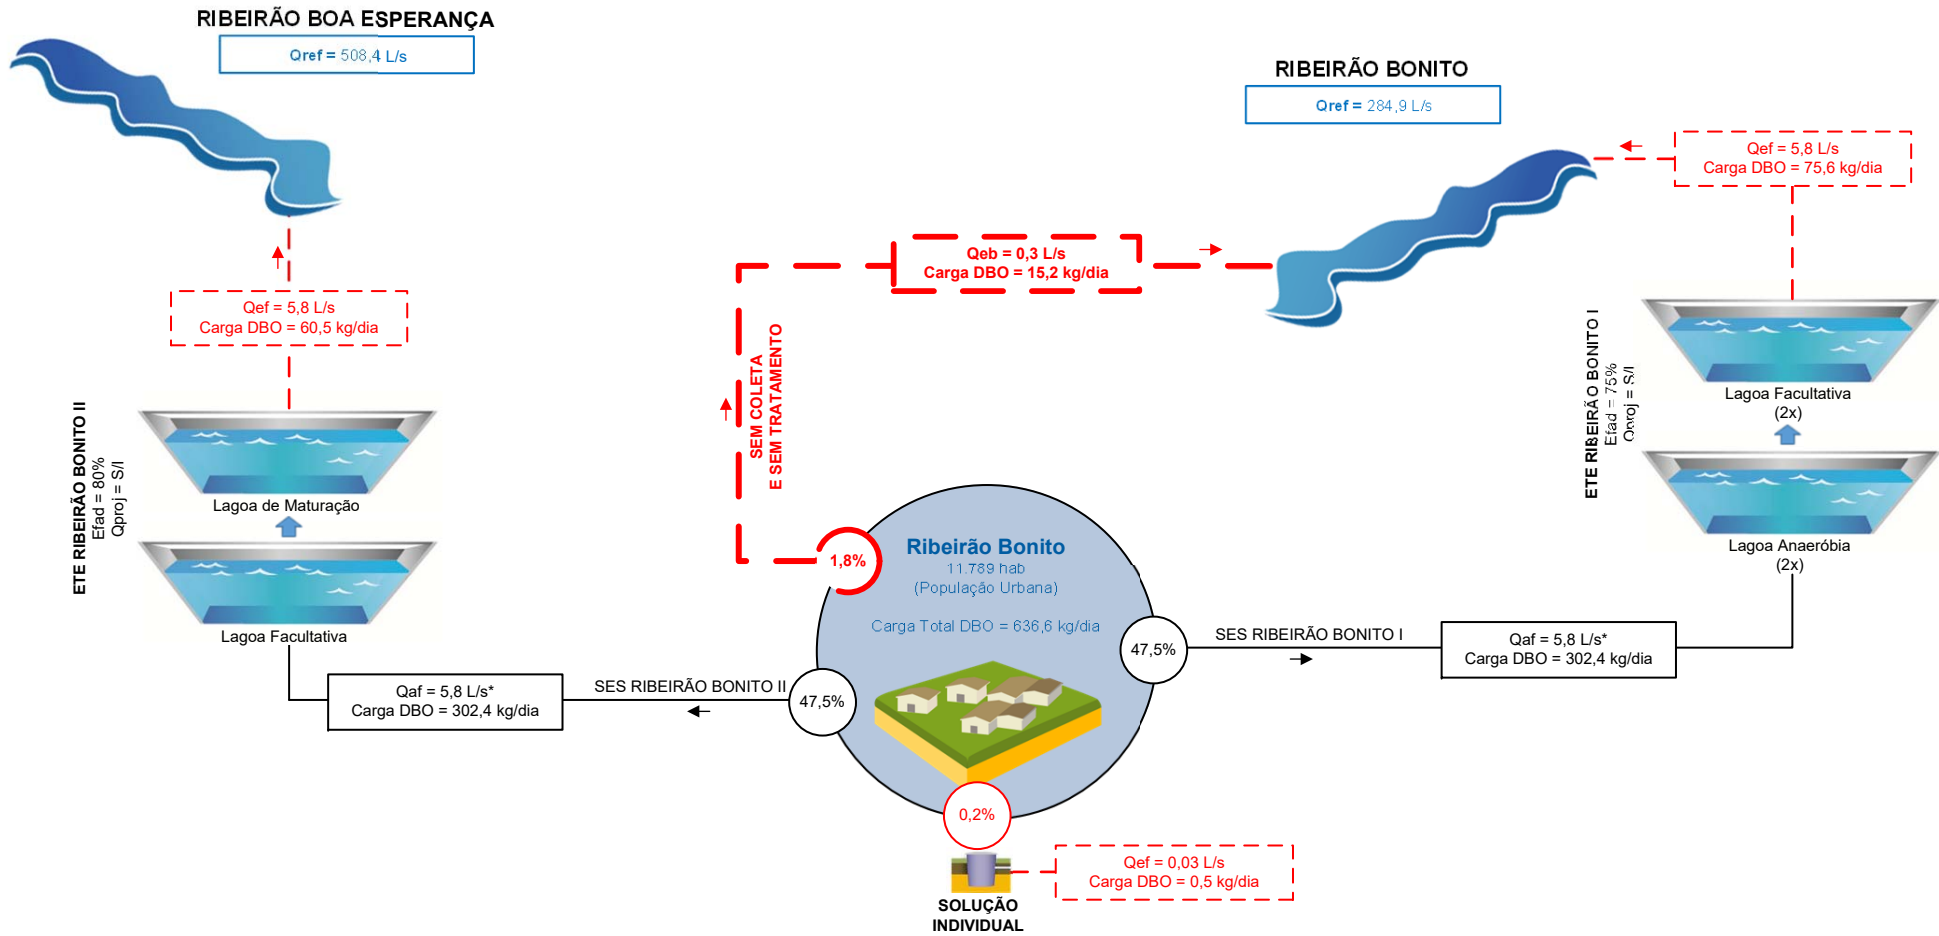 RIBEIRÃO BOA ESPERANÇA
Qref = 508,4 L/s
RIBEIRÃO BONITO
Qref = 284,9 L/s
Qef = 5,8 L/s
Carga DBO = 75,6 kg/dia
Qeb = 0,3 L/s
Carga DBO = 15,2 kg/dia
Qef = 5,8 L/s
Carga DBO = 60,5 kg/dia
SEM COLETA
E SEM TRATAMENTO
ETE RIBEIRÃO BONITO II
Efad = 80%
Qproj = S/I
Lagoa de Maturação
Lagoa Facultativa
ETE RIBEIRÃO BONITO I
Efad = 75%
Qproj = S/I
Lagoa Facultativa
(2x)
Lagoa Anaeróbia
(2x)
1,8%
Ribeirão Bonito
11.789 hab
(População Urbana)
Carga Total DBO = 636,6 kg/dia
47,5%
SES RIBEIRÃO BONITO I
Qaf = 5,8 L/s*
Carga DBO = 302,4 kg/dia
Qaf = 5,8 L/s*
Carga DBO = 302,4 kg/dia
SES RIBEIRÃO BONITO II
47,5%
0,2%
Qef = 0,03 L/s
Carga DBO = 0,5 kg/dia
SOLUÇÃO
INDIVIDUAL